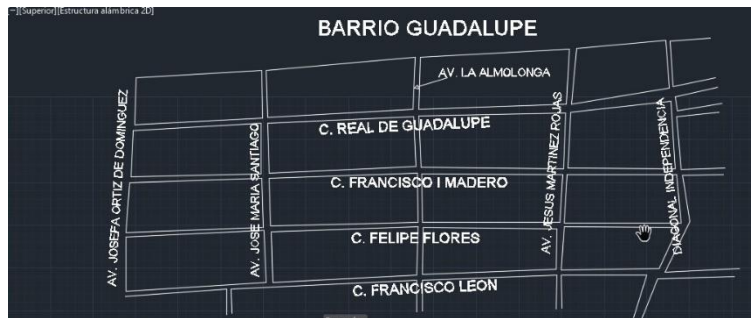 [−][Superior][Estructura alámbrica 2D]
BARRIO GUADALUPE
AV. LA ALMOLONGA
C. REAL DE GUADALUPE
C. FRANCISCO I MADERO
C. FELIPE FLORES
C. FRANCISCO LEON
AV. JOSEFA ORTIZ DE DOMINGUEZ
AV. JOSE MARIA SANTIAGO
AV. JESUS MARTINEZ ROJAS
DIAGONAL INDEPENDENCIA